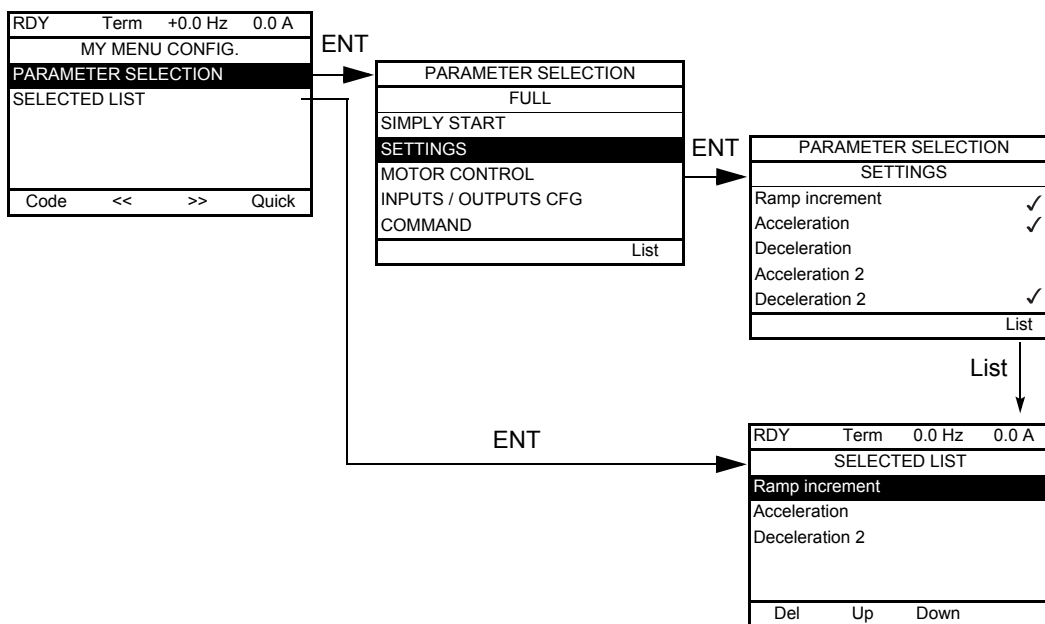 RDY Term +0.0 Hz 0.0 A
MY MENU CONFIG.
PARAMETER SELECTION
SELECTED LIST
Code << >> Quick
ENT
PARAMETER SELECTION
FULL
SIMPLY START
SETTINGS
MOTOR CONTROL
INPUTS / OUTPUTS CFG
COMMAND
List
ENT
PARAMETER SELECTION
SETTINGS
Ramp increment ✓
Acceleration ✓
Deceleration
Acceleration 2
Deceleration 2 ✓
List
List
ENT
RDY Term 0.0 Hz 0.0 A
SELECTED LIST
Ramp increment
Acceleration
Deceleration 2
Del Up Down